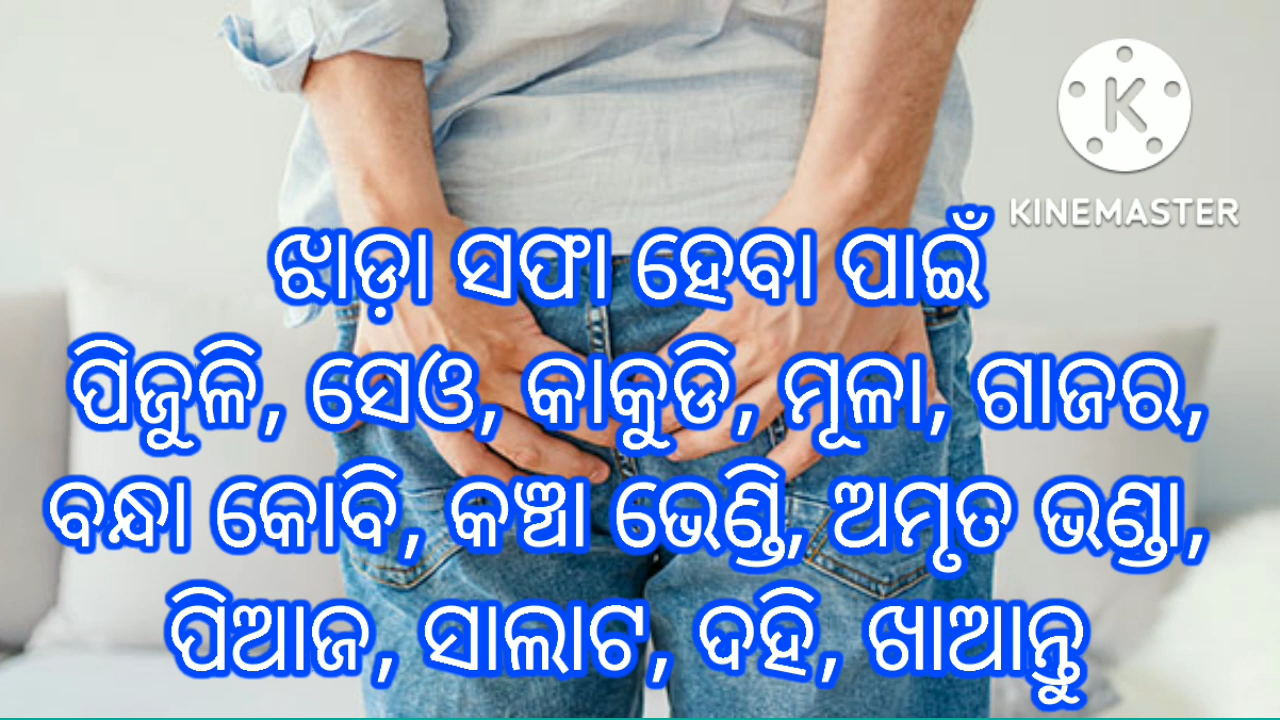 KINEMASTER
ଝାଡ଼ା ସଫା ହେବା ପାଇଁ
ପିଜୁଳି, ସେଓ, କାକୁଡି, ମୂଳା, ଗାଜର,
ବନ୍ଧା କୋବି, କଞ୍ଚା ଭେଣ୍ଡି, ଅମୃତ ଭଣ୍ଡା,
ପିଆଜ, ସାଲାଟ, ଦହି, ଖାଆନ୍ତୁ